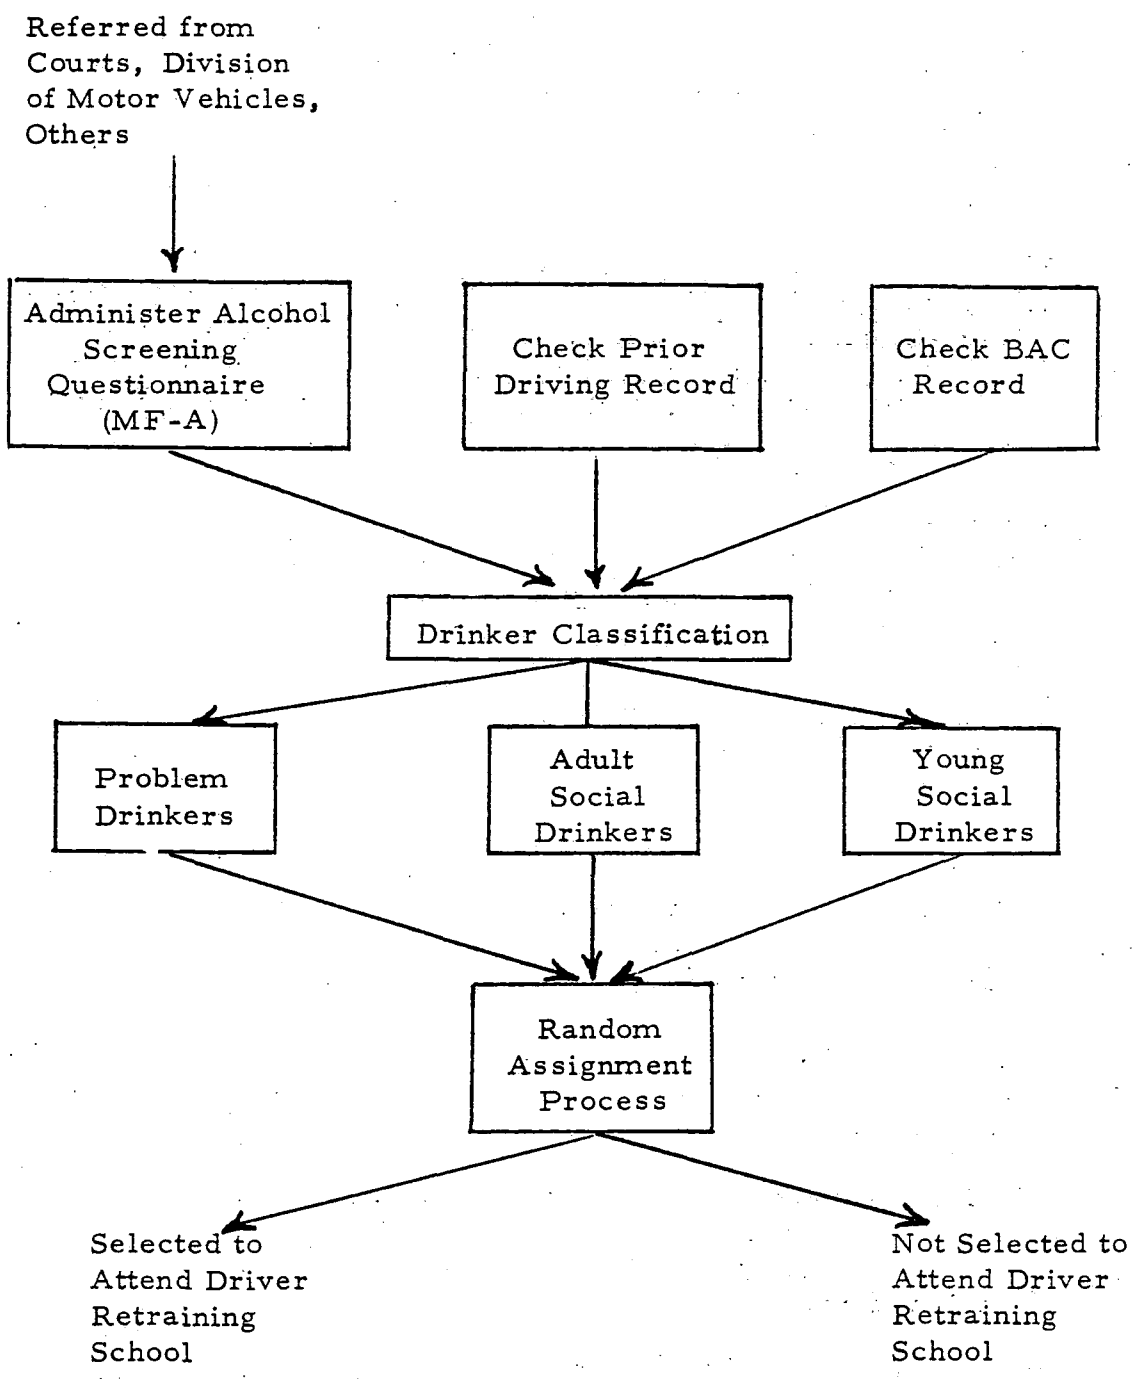 Referred from
Courts, Division
of Motor Vehicles,
Others
Administer Alcohol
Screening
Questionnaire
(MF-A)
Check Prior
Driving Record
Check BAC
Record
Drinker Classification
Problem
Drinkers
Adult
Social
Drinkers
Young
Social
Drinkers
Random
Assignment
Process
Selected to
Attend Driver
Retraining
School
Not Selected to
Attend Driver
Retraining
School